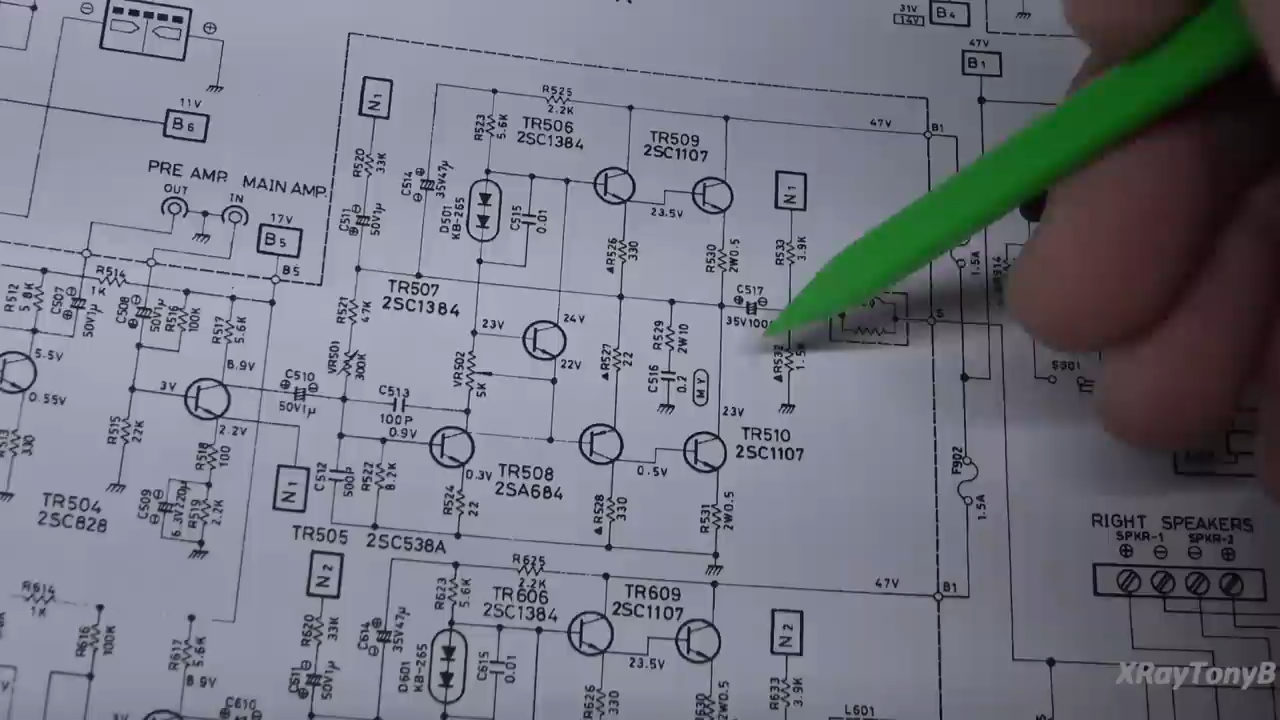 31V
14V
B4
47V
B1
11V
B6
N1
R525
2.2K
R523
5.6K
TR506
2SC1384
TR509
2SC1107
47V
B1
R520
33K
C514
35V47µ
PRE AMP.
MAIN AMP.
OUT
IN
17V
B5
B5
C511
50V1µ
D501
KB-265
C515
0.01
23.5V
N1
R526
330
R530
2W0.5
R533
3.9K
R514
1K
R512
5.8K
C507
50V1µ
C508
50V1µ
R516
100K
R517
5.6K
TR507
2SC1384
R521
47K
23V
24V
22V
C517
R529
2W10
1.5A
S
VR501
300K
VR502
5K
R527
22
C516
0.2
MY
R532
5.5V
0.55V
3V
8.9V
2.2V
C510
50V1µ
C513
100P
0.9V
23V
TR510
2SC1107
R515
22K
R518
100
R513
330
N1
C512
500P
R522
8.2K
0.3V
TR508
2SA684
0.5V
F902
1.5A
TR504
2SC828
C509
6.3V220µ
R519
2.2K
R524
22
R528
330
R531
2W0.5
RIGHT SPEAKERS
SPKR-1
SPKR-2
TR505
2SC538A
N2
R625
2.2K
47V
B1
R614
1K
R616
100K
R617
5.6K
8.9V
R620
33K
C614
35V47µ
R623
5.6K
TR606
2SC1384
TR609
2SC1107
N2
C611
50V1µ
D601
KB-265
C615
0.01
23.5V
R626
330
R630
2W0.5
R633
3.9K
C610
L601
XRayTonyB